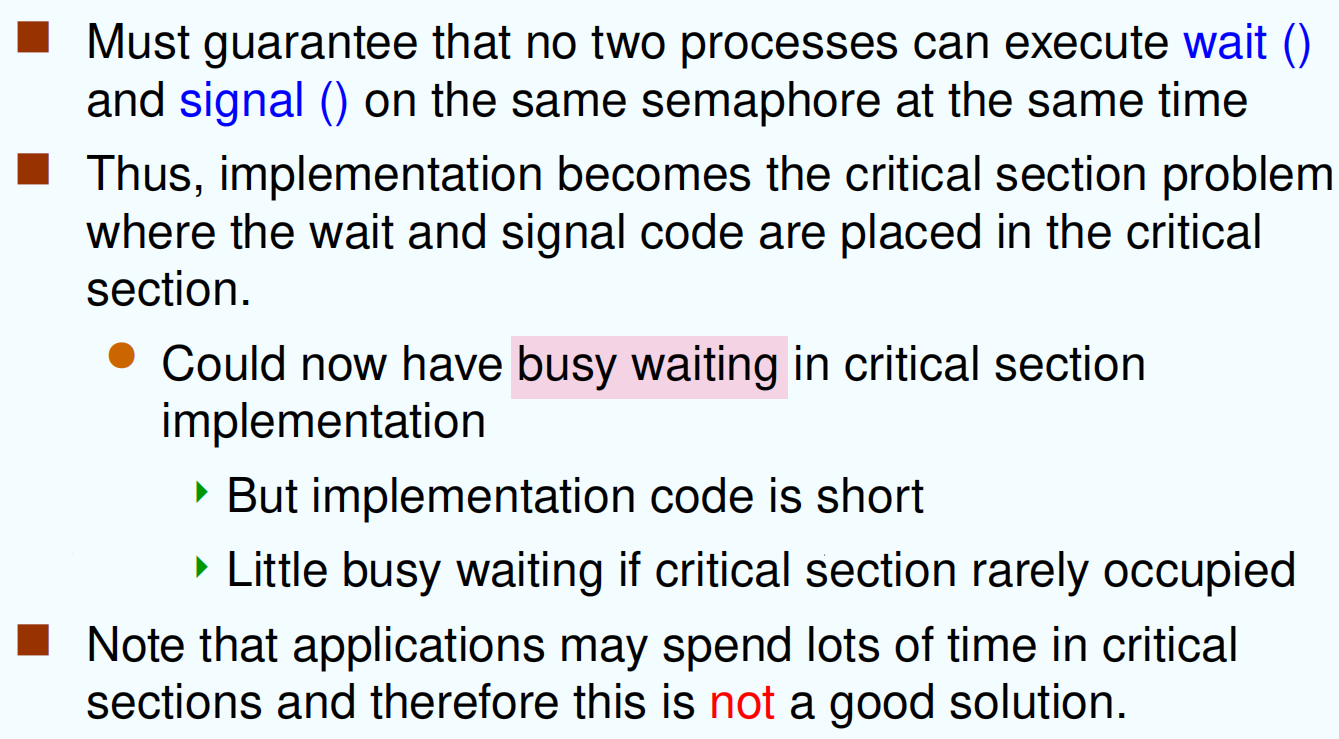 Must guarantee that no two processes can execute wait ()
and signal () on the same semaphore at the same time
Thus, implementation becomes the critical section problem
where the wait and signal code are placed in the critical
section.
Could now have busy waiting in critical section
implementation
But implementation code is short
Little busy waiting if critical section rarely occupied
Note that applications may spend lots of time in critical
sections and therefore this is not a good solution.